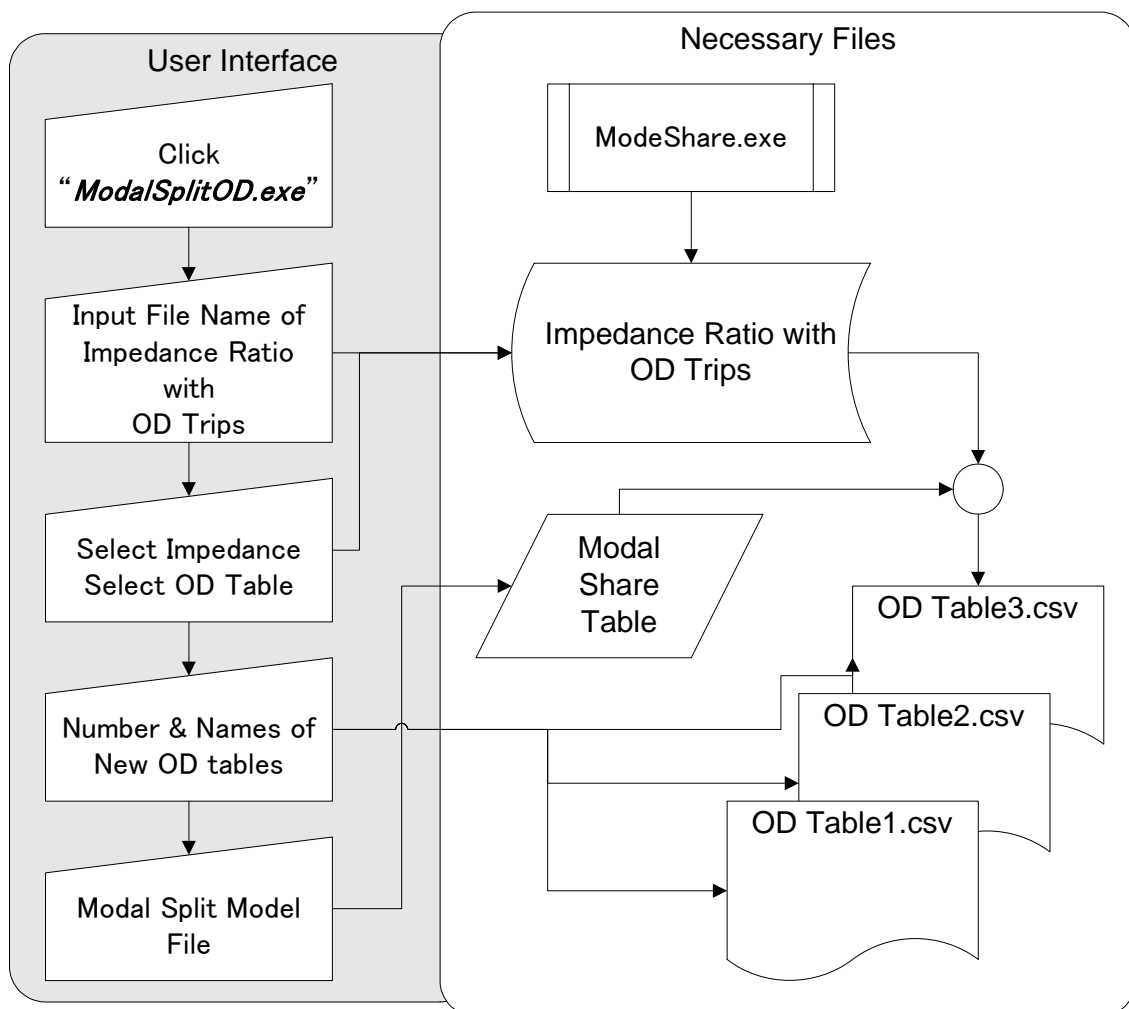 User Interface
Click
“ModalSplitOD.exe”
Input File Name of
Impedance Ratio
with
OD Trips
Select Impedance
Select OD Table
Number & Names of
New OD tables
Modal Split Model
File
Necessary Files
ModeShare.exe
Impedance Ratio with
OD Trips
Modal
Share
Table
OD Table3.csv
OD Table2.csv
OD Table1.csv